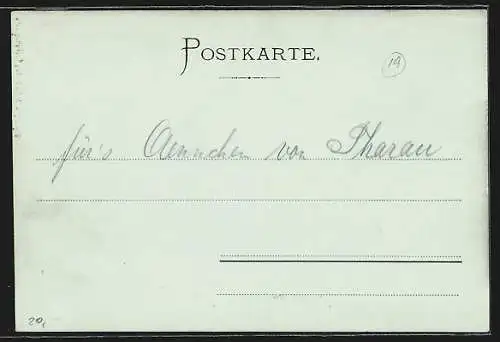 POSTKARTE.
19
für's Aennchen von Tharau
20,